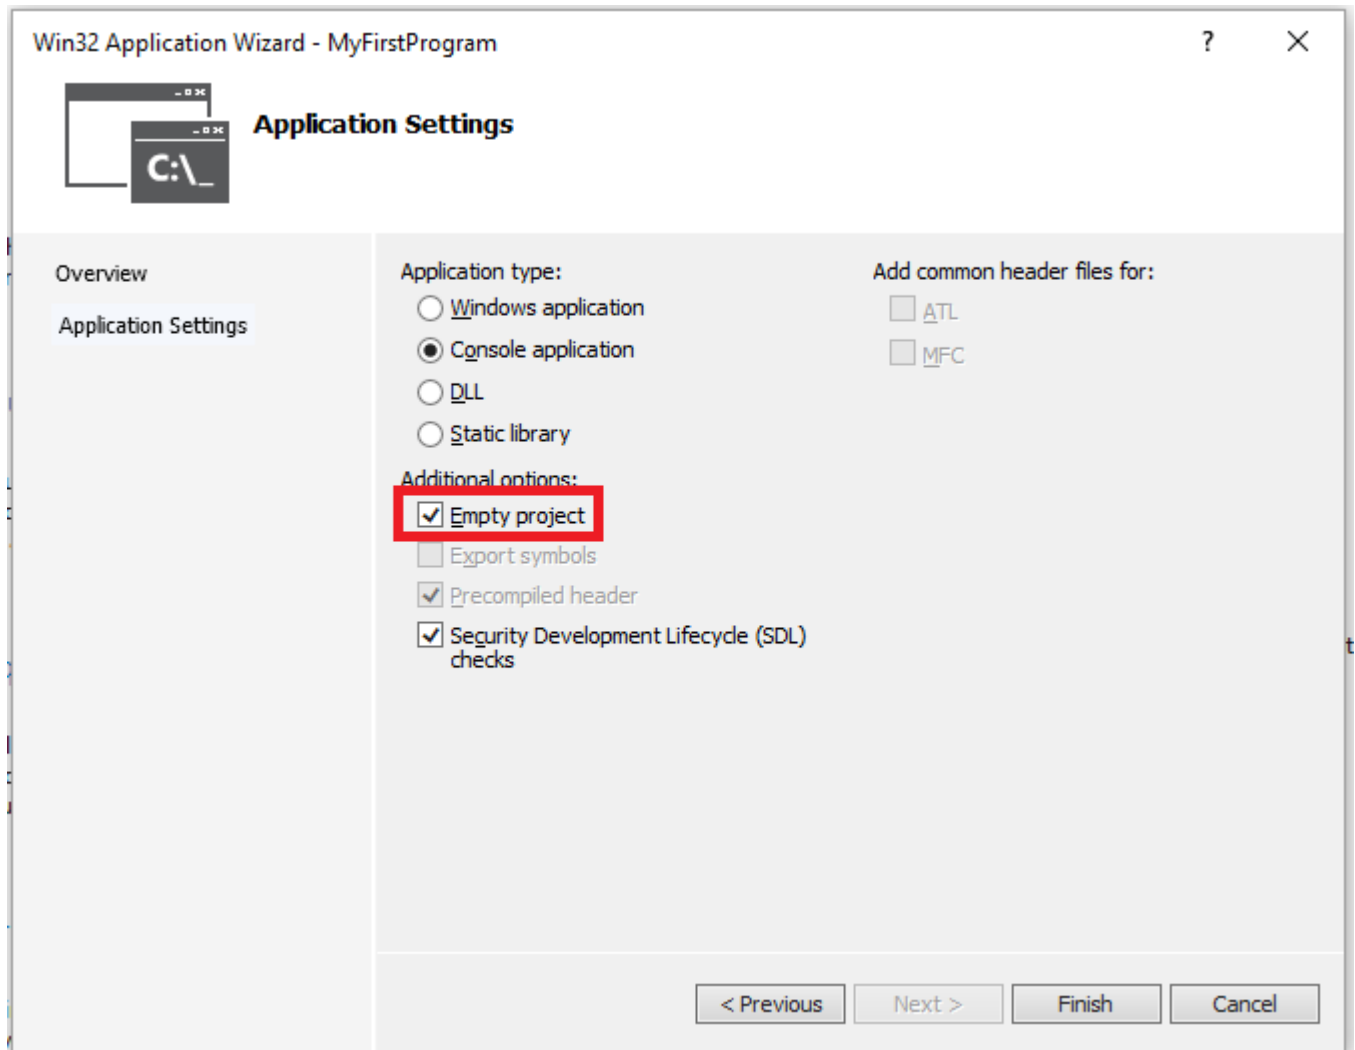 Win32 Application Wizard - MyFirstProgram
?
C:\_
Application Settings
Overview
Application Settings
Application type:
Windows application
Console application
DLL
Static library
Additional options:
Empty project
Export symbols
Precompiled header
Security Development Lifecycle (SDL)
checks
Add common header files for:
ATL
MFC
< Previous
Next >
Finish
Cancel